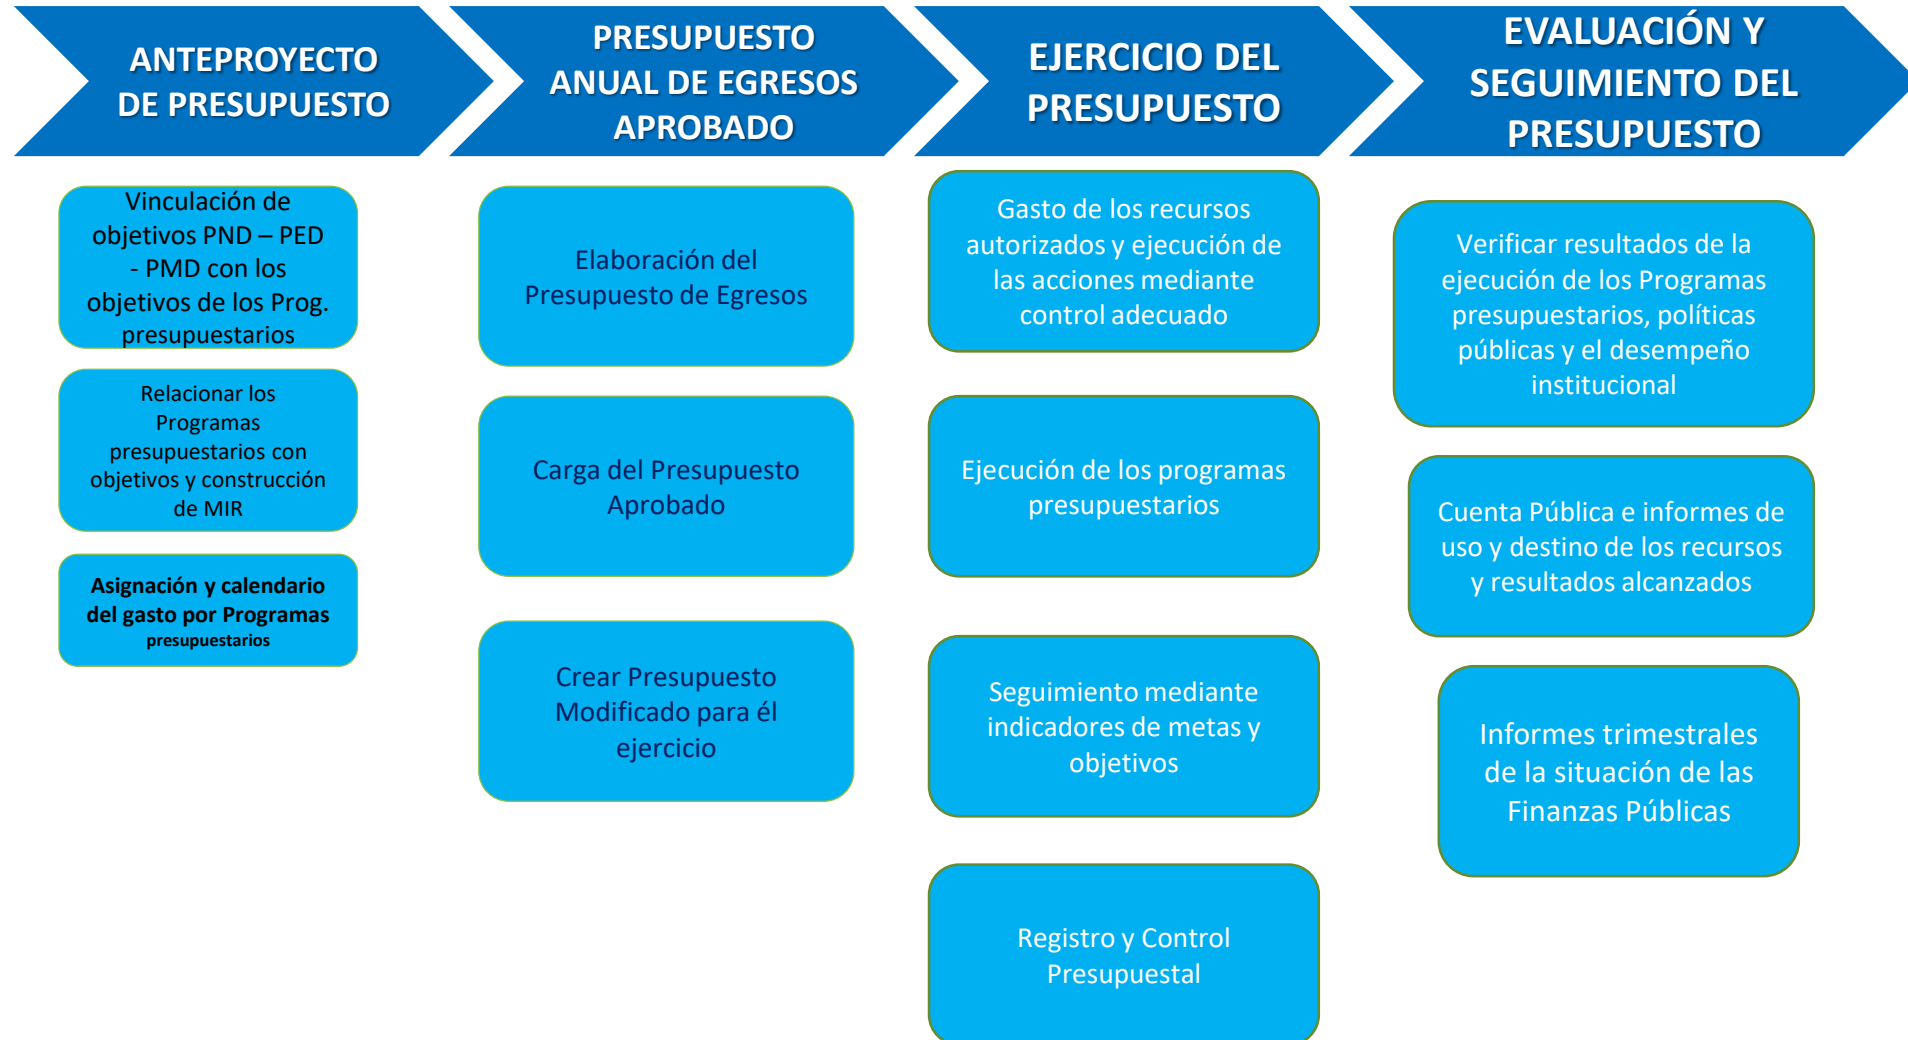 ANTEPROYECTO
DE PRESUPUESTO
PRESUPUESTO
ANUAL DE EGRESOS
APROBADO
EJERCICIO DEL
PRESUPUESTO
EVALUACIÓN Y
SEGUIMIENTO DEL
PRESUPUESTO
Vinculación de
objetivos PND – PED
- PMD con los
objetivos de los Prog.
presupuestarios
Relacionar los
Programas
presupuestarios con
objetivos y construcción
de MIR
Asignación y calendario
del gasto por Programas
presupuestarios
Elaboración del
Presupuesto de Egresos
Carga del Presupuesto
Aprobado
Crear Presupuesto
Modificado para él
ejercicio
Gasto de los recursos
autorizados y ejecución de
las acciones mediante
control adecuado
Ejecución de los programas
presupuestarios
Seguimiento mediante
indicadores de metas y
objetivos
Registro y Control
Presupuestal
Verificar resultados de la
ejecución de los Programas
presupuestarios, políticas
públicas y el desempeño
institucional
Cuenta Pública e informes de
uso y destino de los recursos
y resultados alcanzados
Informes trimestrales
de la situación de las
Finanzas Públicas